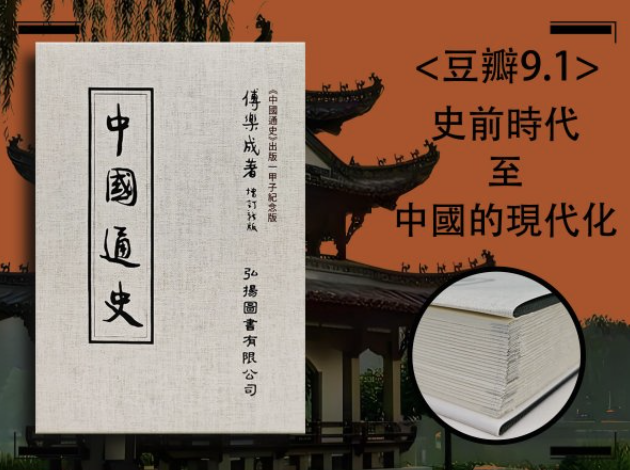 中國通史
《中國通史》出版一甲子紀念版
傅樂成著 增訂新版
弘揚圖書有限公司
<豆瓣9.1>
史前時代
至
中國的現代化